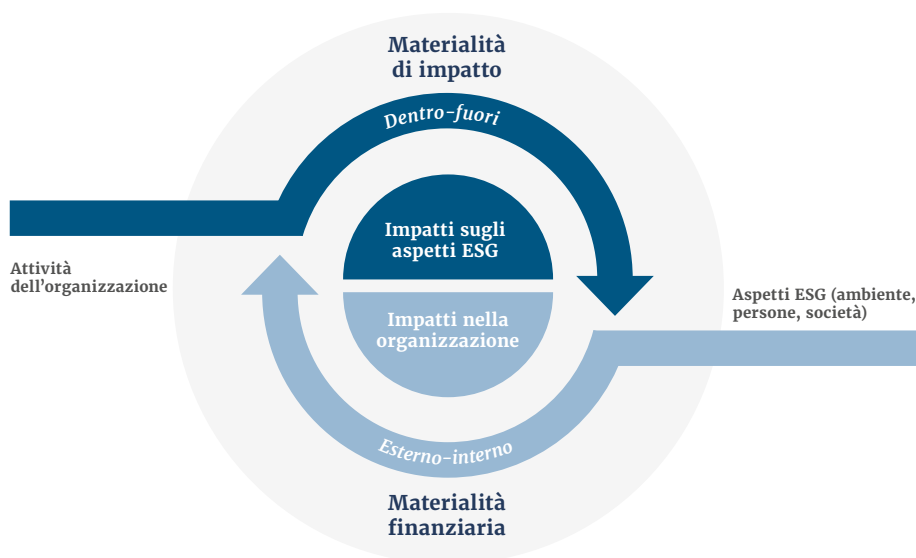 Materialità
di impatto
Dentro-fuori
Impatti sugli
aspetti ESG
Attività
dell’organizzazione
Aspetti ESG (ambiente,
persone, società)
Impatti nella
organizzazione
Esterno-interno
Materialità
finanziaria